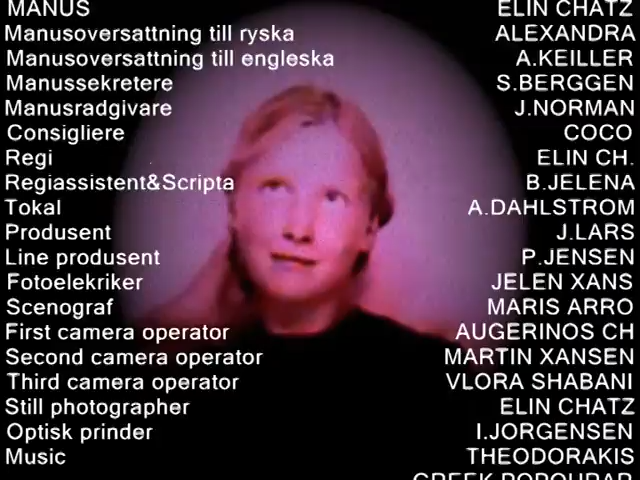 MANUS ELIN CHATZ
Manusoversattning till ryska ALEXANDRA
Manusoversattning till engleska A.KEILLER
Manussekretere S.BERGGEN
Manusradgivare J.NORMAN
Consigliere COCO
Regi ELIN CH.
Regiassistent&Scripta B.JELENA
Tokal A.DAHLSTROM
Produsent J.LARS
Line produsent P.JENSEN
Fotoelekriker JELEN XANS
Scenograf MARIS ARRO
First camera operator AUGERINOS CH
Second camera operator MARTIN XANSEN
Third camera operator VLORA SHABANI
Still photographer ELIN CHATZ
Optisk prinder I.JORGENSEN
Music THEODORAKIS